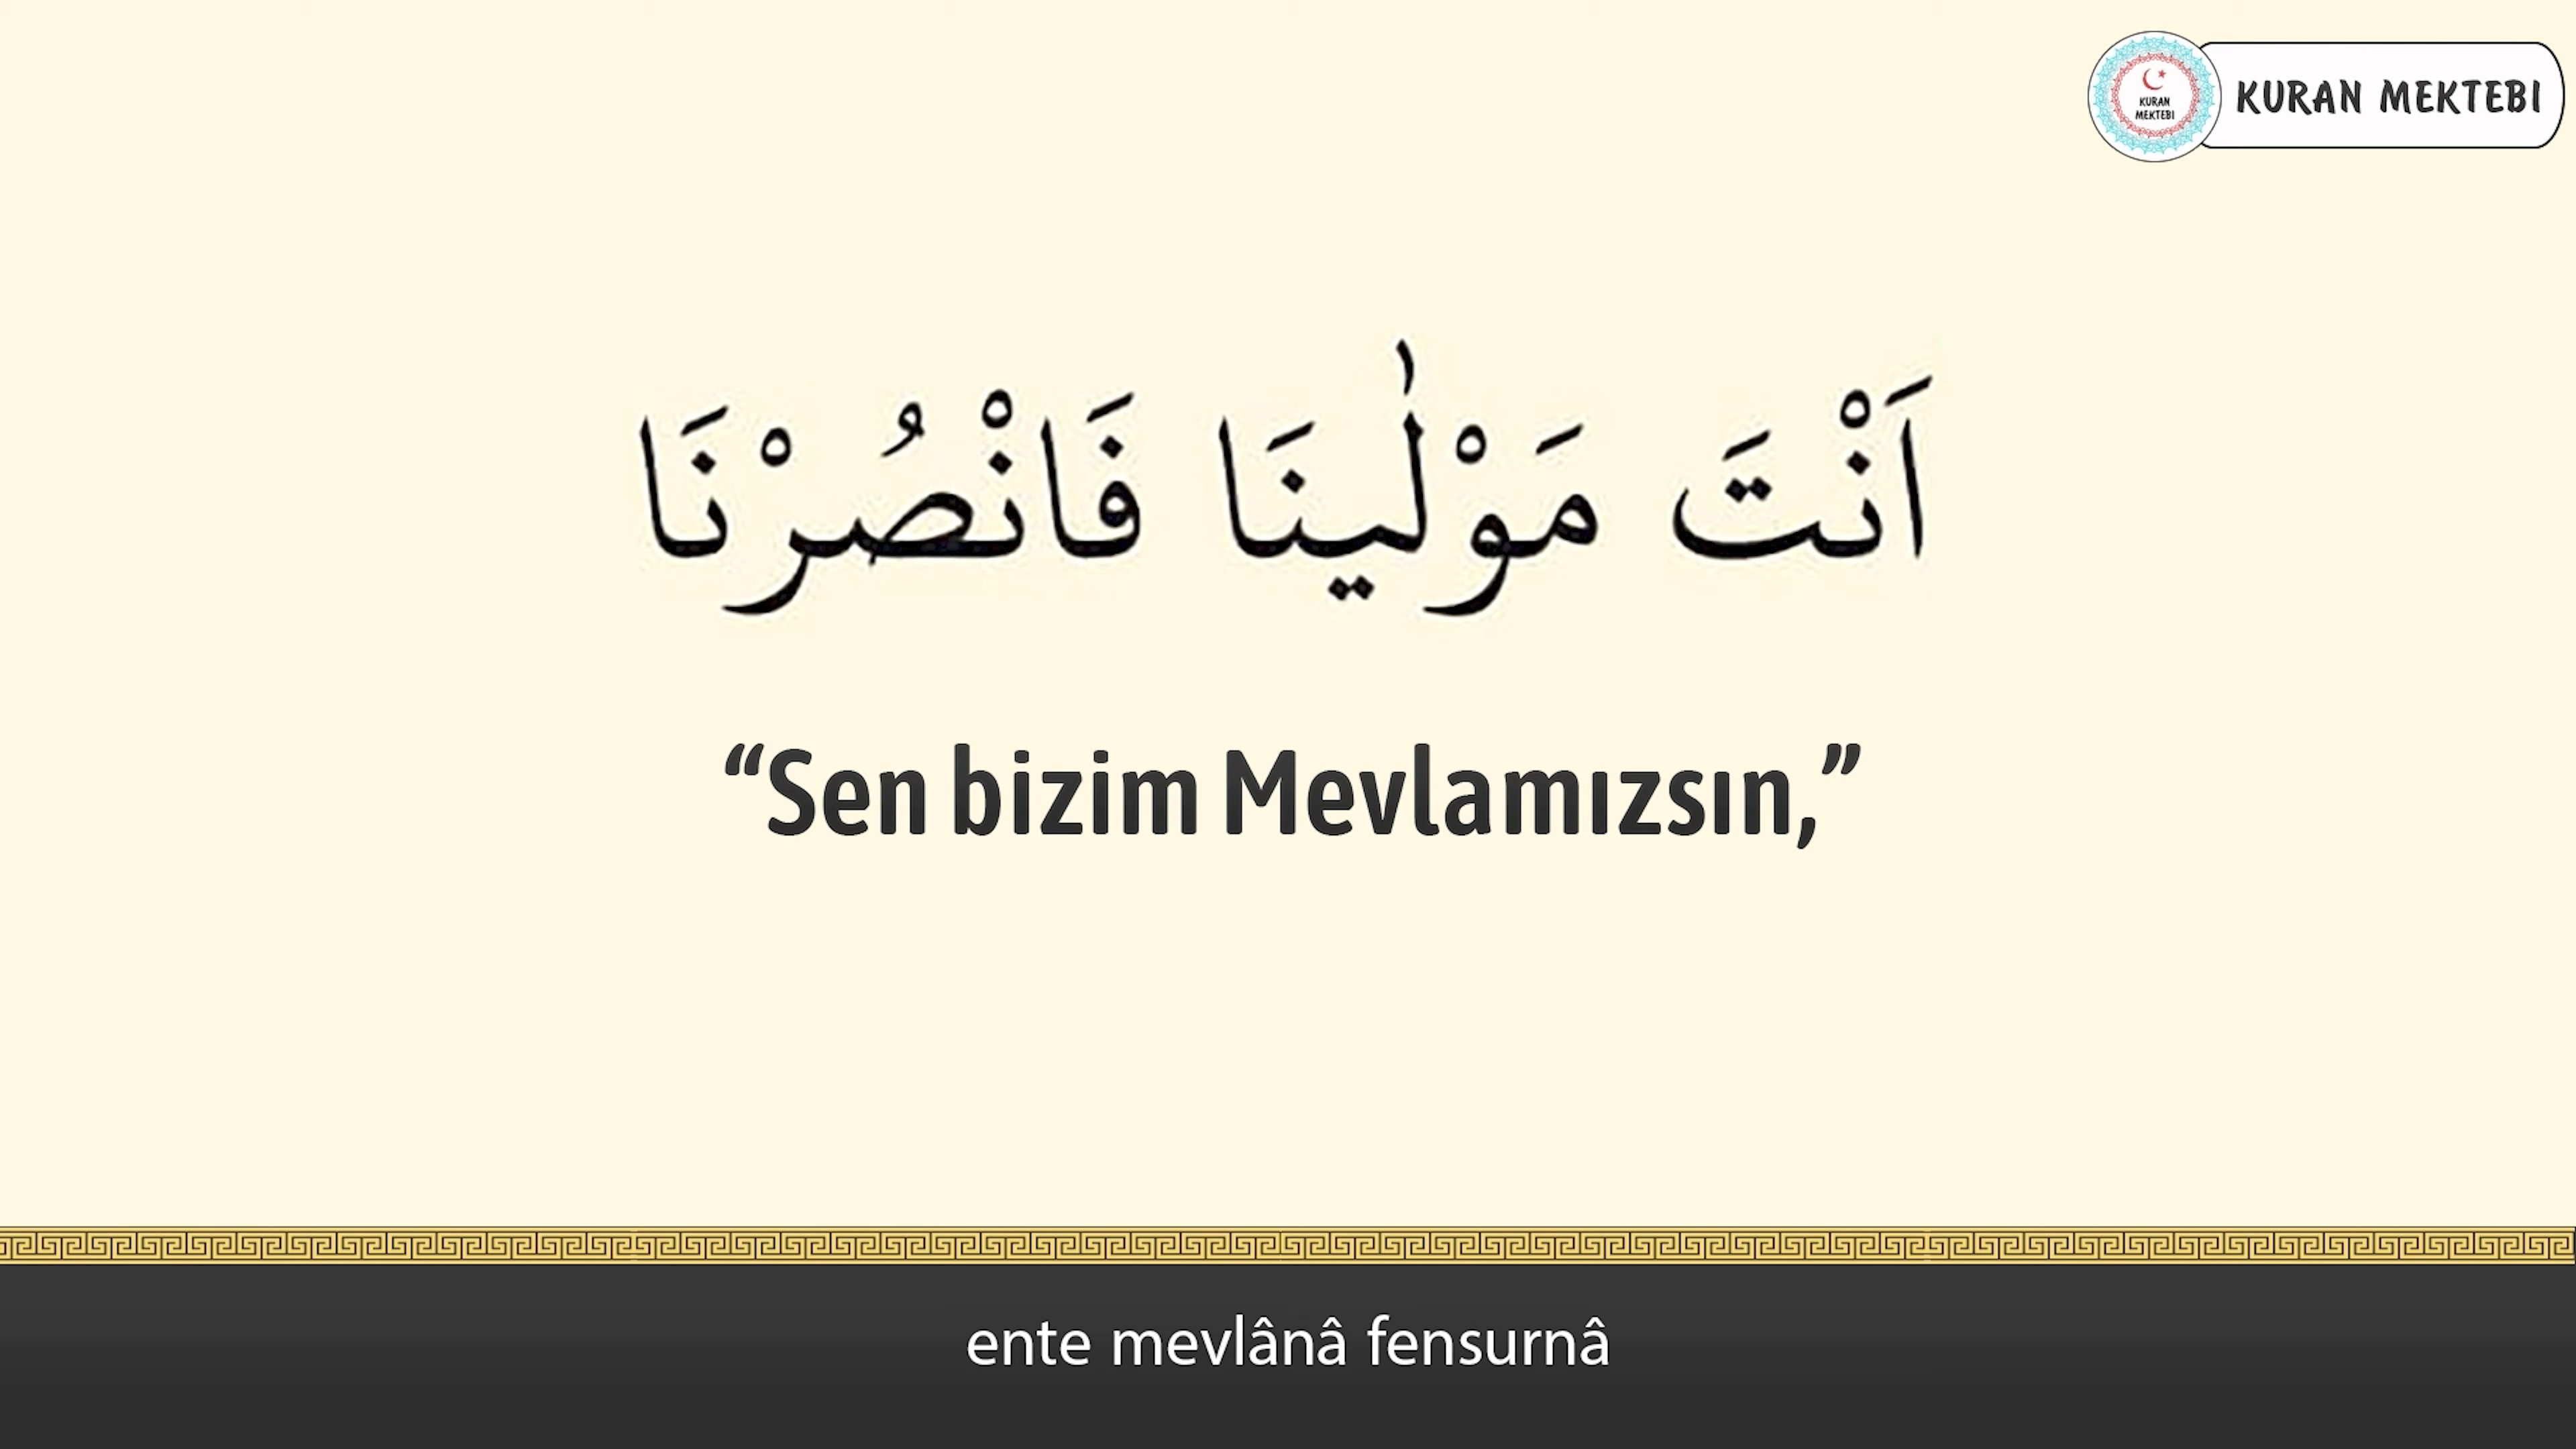 KURAN
MEKTEBI
KURAN MEKTEBI
اَنْتَ مَوْلٰينَا فَانْصُرْنَا
“Sen bizim Mevlamızsın,”
ente mevlânâ fensurnâ